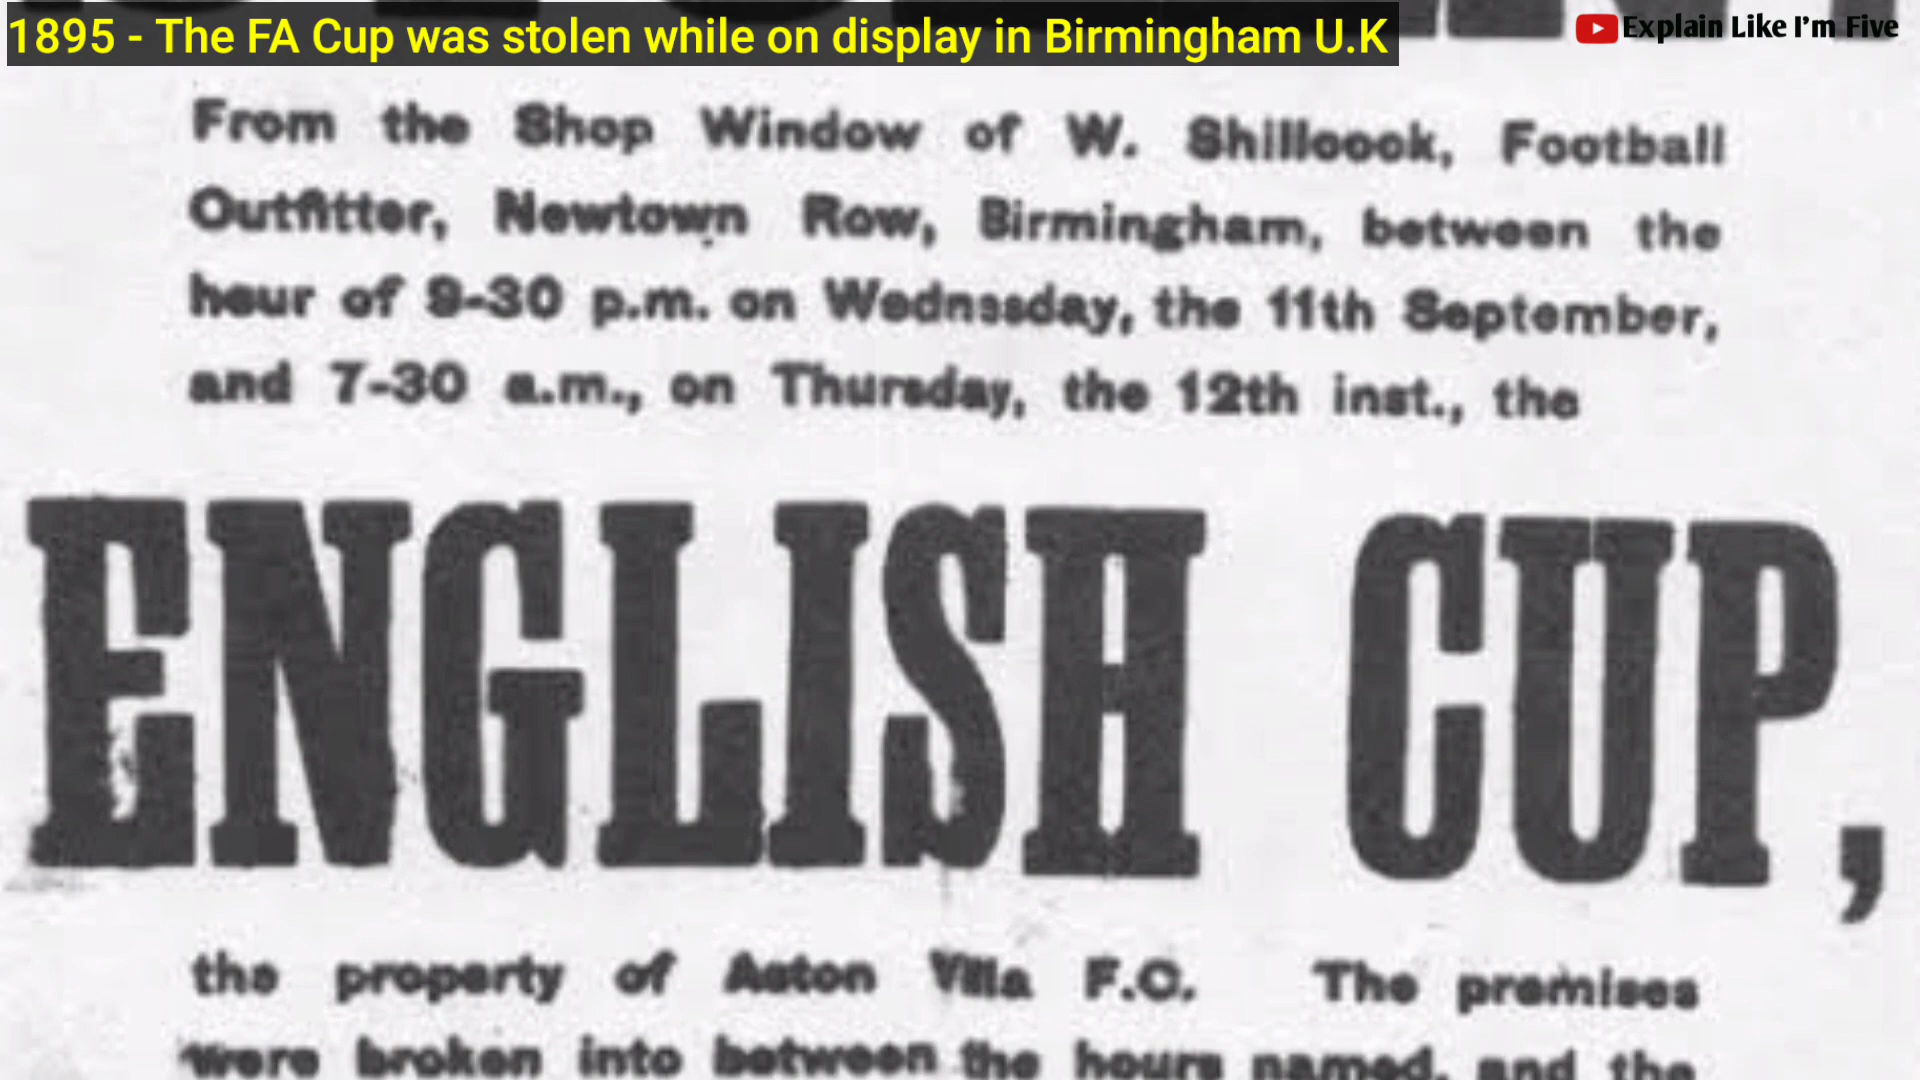 1895 - The FA Cup was stolen while on display in Birmingham U.K
Explain Like I'm Five
From the Shop Window of W. Shillcock, Football
Outfitter, Newtown Row, Birmingham, between the
hour of 9-30 p.m. on Wednesday, the 11th September,
and 7-30 a.m., on Thursday, the 12th inst., the
ENGLISH CUP,
the property of Aston Villa F.C. The premises
were broken into between the hours named, and the